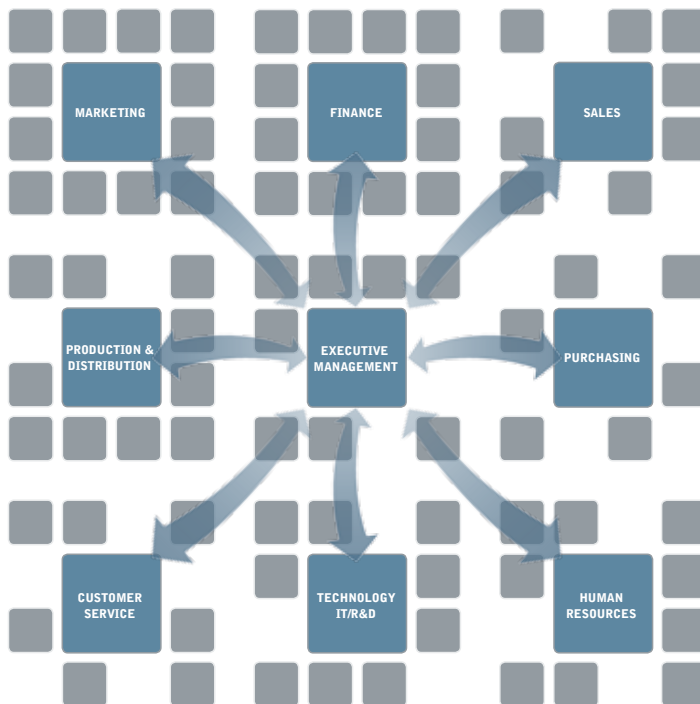 MARKETING
FINANCE
SALES
PRODUCTION &
DISTRIBUTION
EXECUTIVE
MANAGEMENT
PURCHASING
CUSTOMER
SERVICE
TECHNOLOGY
IT/R&D
HUMAN
RESOURCES